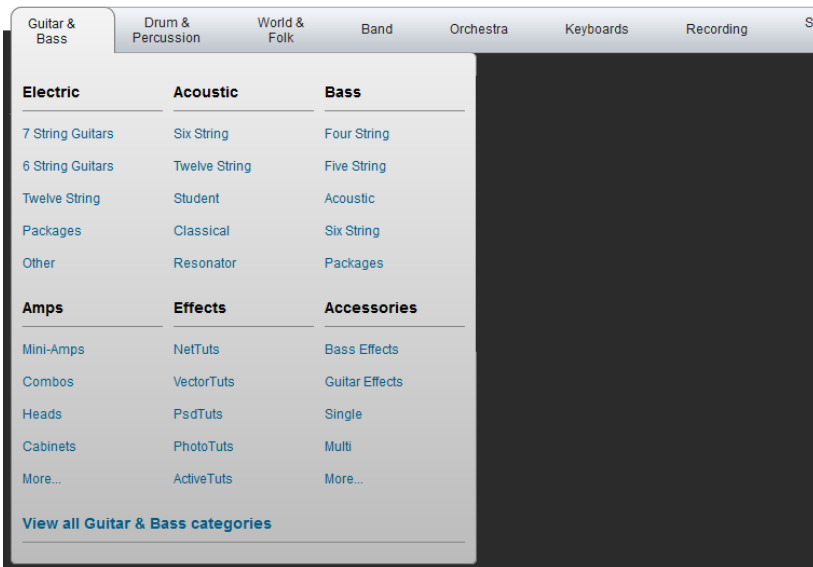 Guitar & Bass
Drum & Percussion
World & Folk
Band
Orchestra
Keyboards
Recording
S
Electric
Acoustic
Bass
7 String Guitars
Six String
Four String
6 String Guitars
Twelve String
Five String
Twelve String
Student
Acoustic
Packages
Classical
Six String
Other
Resonator
Packages
Amps
Effects
Accessories
Mini-Amps
NetTuts
Bass Effects
Combos
VectorTuts
Guitar Effects
Heads
PsdTuts
Single
Cabinets
PhotoTuts
Multi
More...
ActiveTuts
More...
View all Guitar & Bass categories